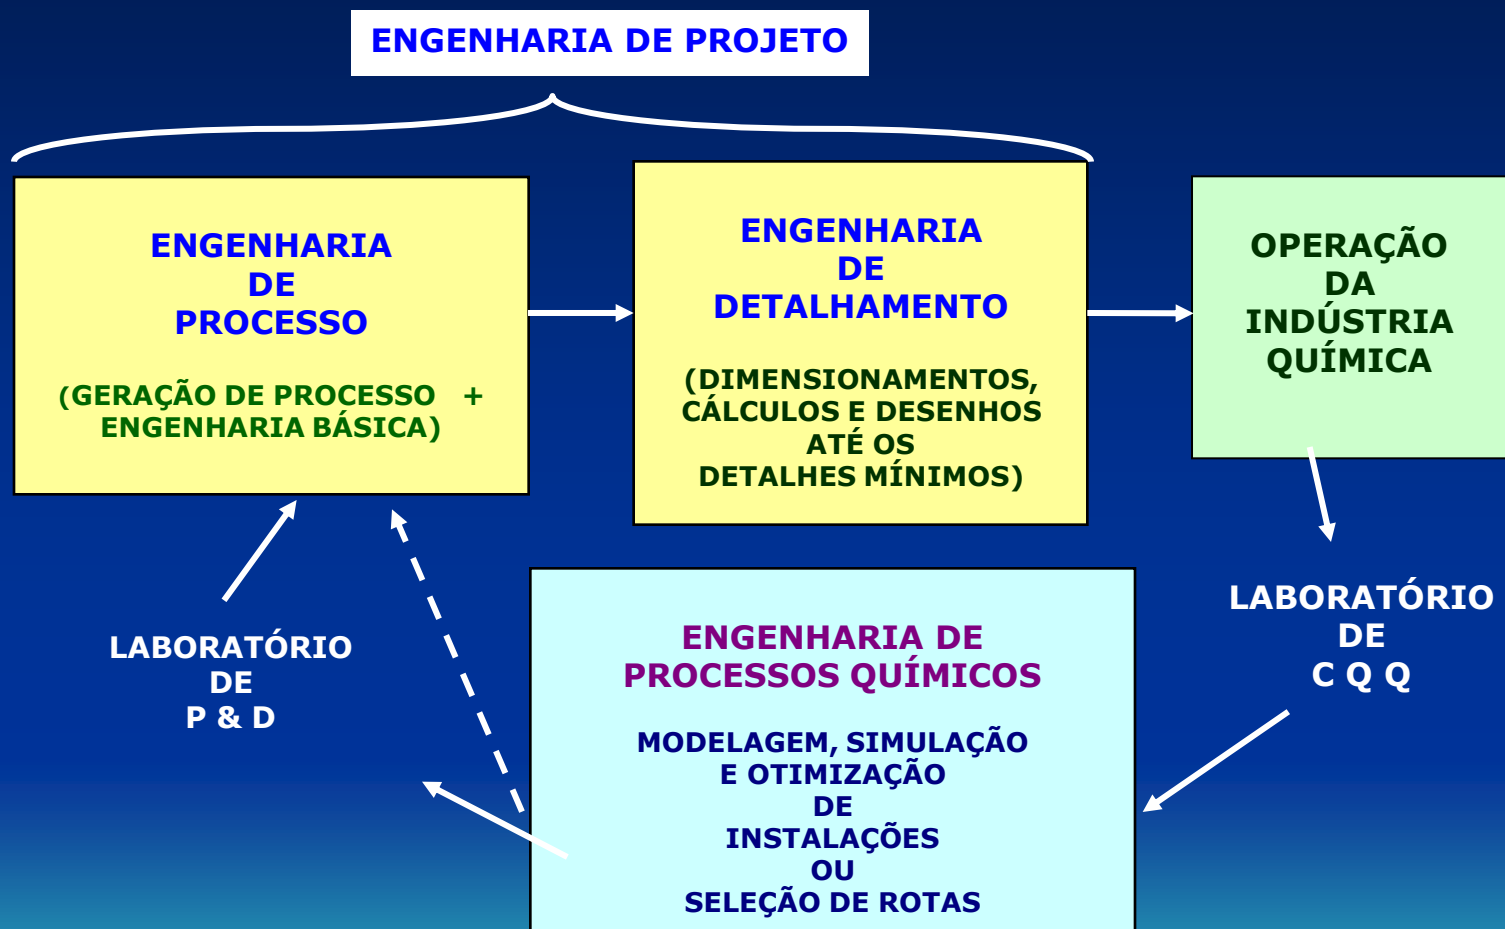 ENGENHARIA DE PROJETO
ENGENHARIA
DE
PROCESSO
(GERAÇÃO DE PROCESSO +
ENGENHARIA BÁSICA)
ENGENHARIA
DE
DETALHAMENTO
(DIMENSIONAMENTOS,
CÁLCULOS E DESENHOS
ATÉ OS
DETALHES MÍNIMOS)
OPERAÇÃO
DA
INDÚSTRIA
QUÍMICA
LABORATÓRIO
DE
P & D
ENGENHARIA DE
PROCESSOS QUÍMICOS
MODELAGEM, SIMULAÇÃO
E OTIMIZAÇÃO
DE
INSTALAÇÕES
OU
SELEÇÃO DE ROTAS
LABORATÓRIO
DE
C Q Q